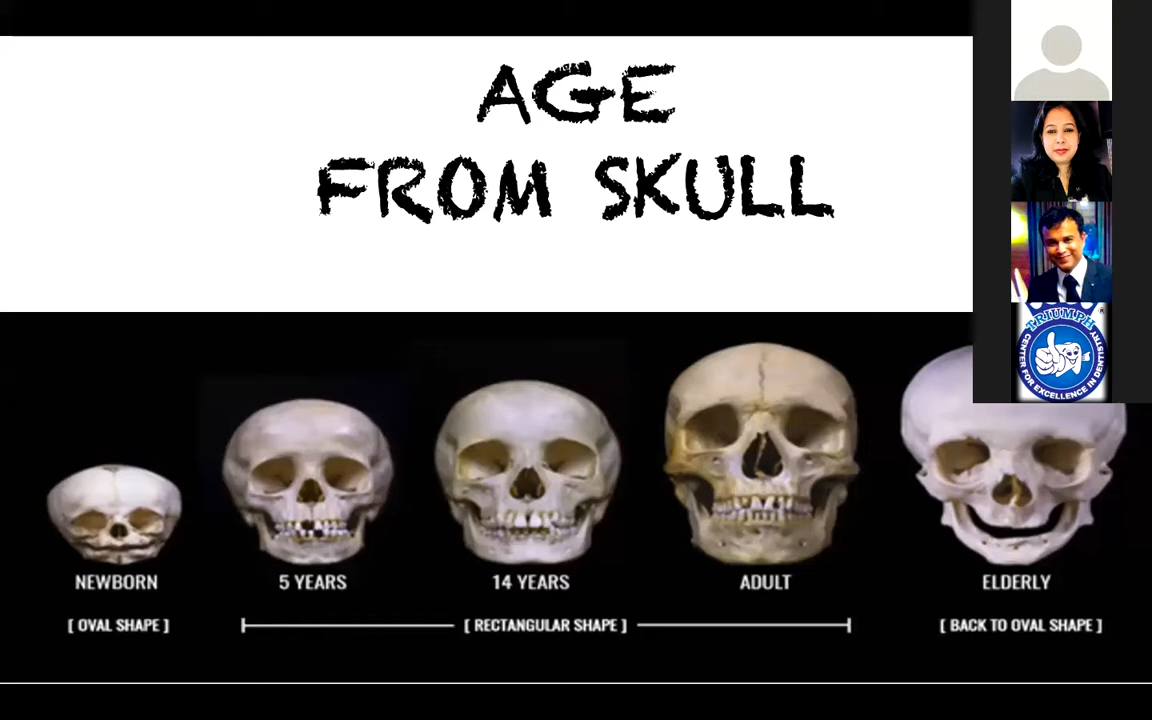 AGE
FROM SKULL
TRIUMPH
CENTER FOR EXCELLENCE IN DENTISTRY
®
NEWBORN 5 YEARS 14 YEARS ADULT ELDERLY
[ OVAL SHAPE ] [ RECTANGULAR SHAPE ] [ BACK TO OVAL SHAPE ]